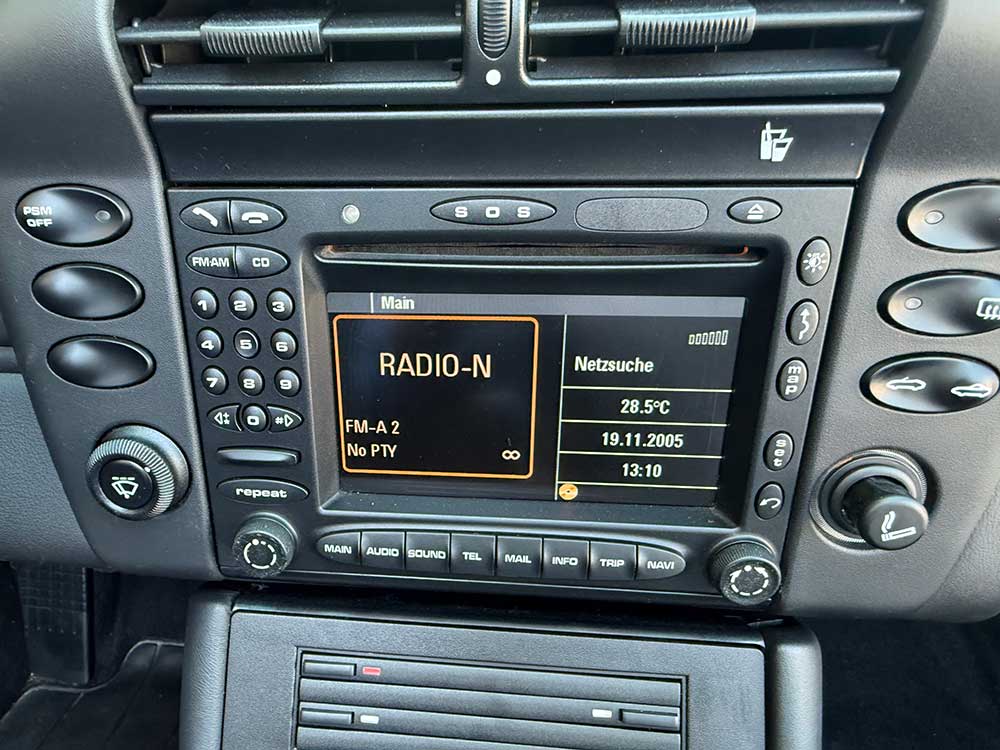 SOS
PSM
OFF
FM·AM
CD
1
2
3
4
5
6
7
8
9
0
#
repeat
Main
RADIO-N
FM-A 2
No PTY
Netzsuche
28.5°C
19.11.2005
13:10
map
set
MAIN
AUDIO
SOUND
TEL
MAIL
INFO
TRIP
NAVI